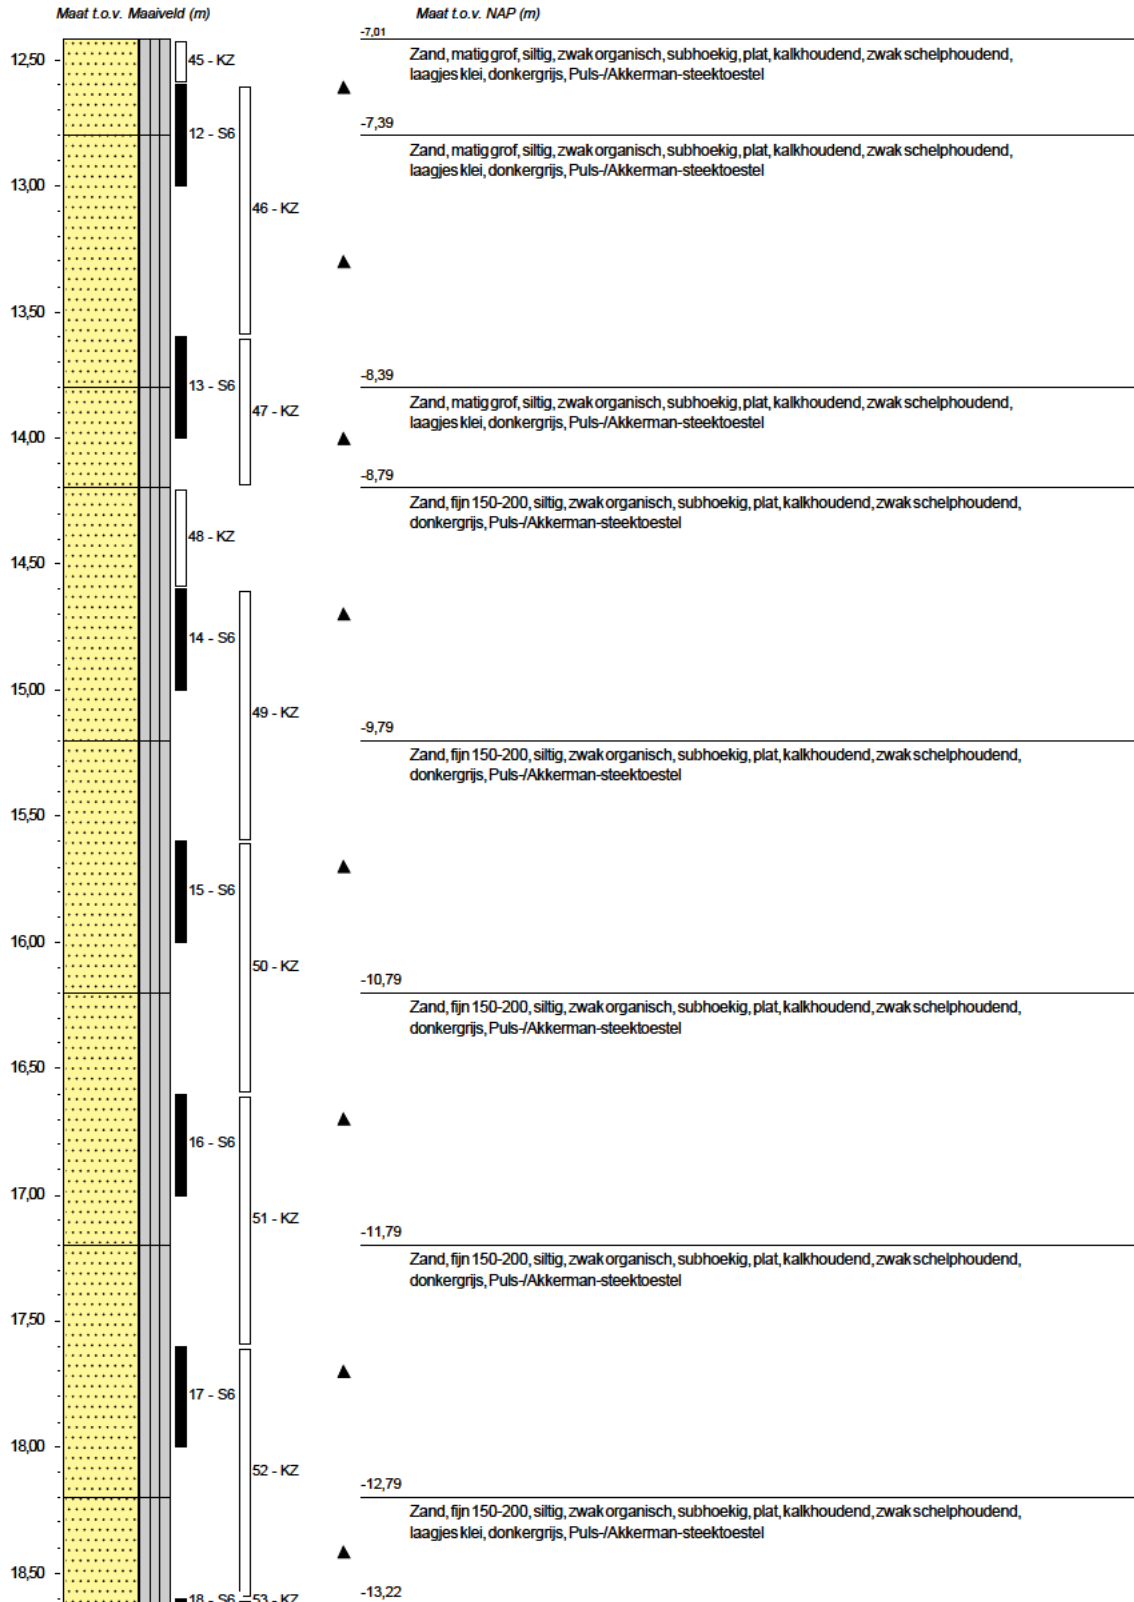 Maat t.o.v. Maaiveld (m)
Maat t.o.v. NAP (m)
-7,01
12,50
45 - KZ
Zand, matig grof, siltig, zwak organisch, subhoekig, plat, kalkhoudend, zwak schelphoudend,
laagjes klei, donkergrijs, Puls-/Akkerman-steektoestel
12 - S6
-7,39
Zand, matig grof, siltig, zwak organisch, subhoekig, plat, kalkhoudend, zwak schelphoudend,
laagjes klei, donkergrijs, Puls-/Akkerman-steektoestel
13,00
46 - KZ
13,50
13 - S6
-8,39
47 - KZ
Zand, matig grof, siltig, zwak organisch, subhoekig, plat, kalkhoudend, zwak schelphoudend,
laagjes klei, donkergrijs, Puls-/Akkerman-steektoestel
14,00
-8,79
Zand, fijn 150-200, siltig, zwak organisch, subhoekig, plat, kalkhoudend, zwak schelphoudend,
donkergrijs, Puls-/Akkerman-steektoestel
48 - KZ
14,50
14 - S6
15,00
49 - KZ
-9,79
Zand, fijn 150-200, siltig, zwak organisch, subhoekig, plat, kalkhoudend, zwak schelphoudend,
donkergrijs, Puls-/Akkerman-steektoestel
15,50
15 - S6
16,00
50 - KZ
-10,79
Zand, fijn 150-200, siltig, zwak organisch, subhoekig, plat, kalkhoudend, zwak schelphoudend,
donkergrijs, Puls-/Akkerman-steektoestel
16,50
16 - S6
17,00
51 - KZ
-11,79
Zand, fijn 150-200, siltig, zwak organisch, subhoekig, plat, kalkhoudend, zwak schelphoudend,
donkergrijs, Puls-/Akkerman-steektoestel
17,50
17 - S6
18,00
52 - KZ
-12,79
Zand, fijn 150-200, siltig, zwak organisch, subhoekig, plat, kalkhoudend, zwak schelphoudend,
laagjes klei, donkergrijs, Puls-/Akkerman-steektoestel
18,50
-13,22
18 - S6
53 - KZ